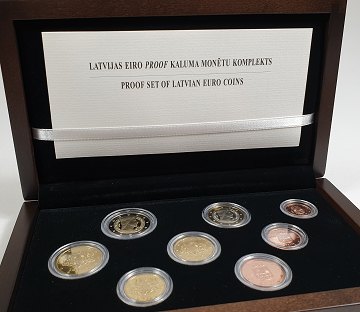 LATVIJAS EIRO PROOF KALUMA MONĒTU KOMPLEKTS
PROOF SET OF LATVIAN EURO COINS